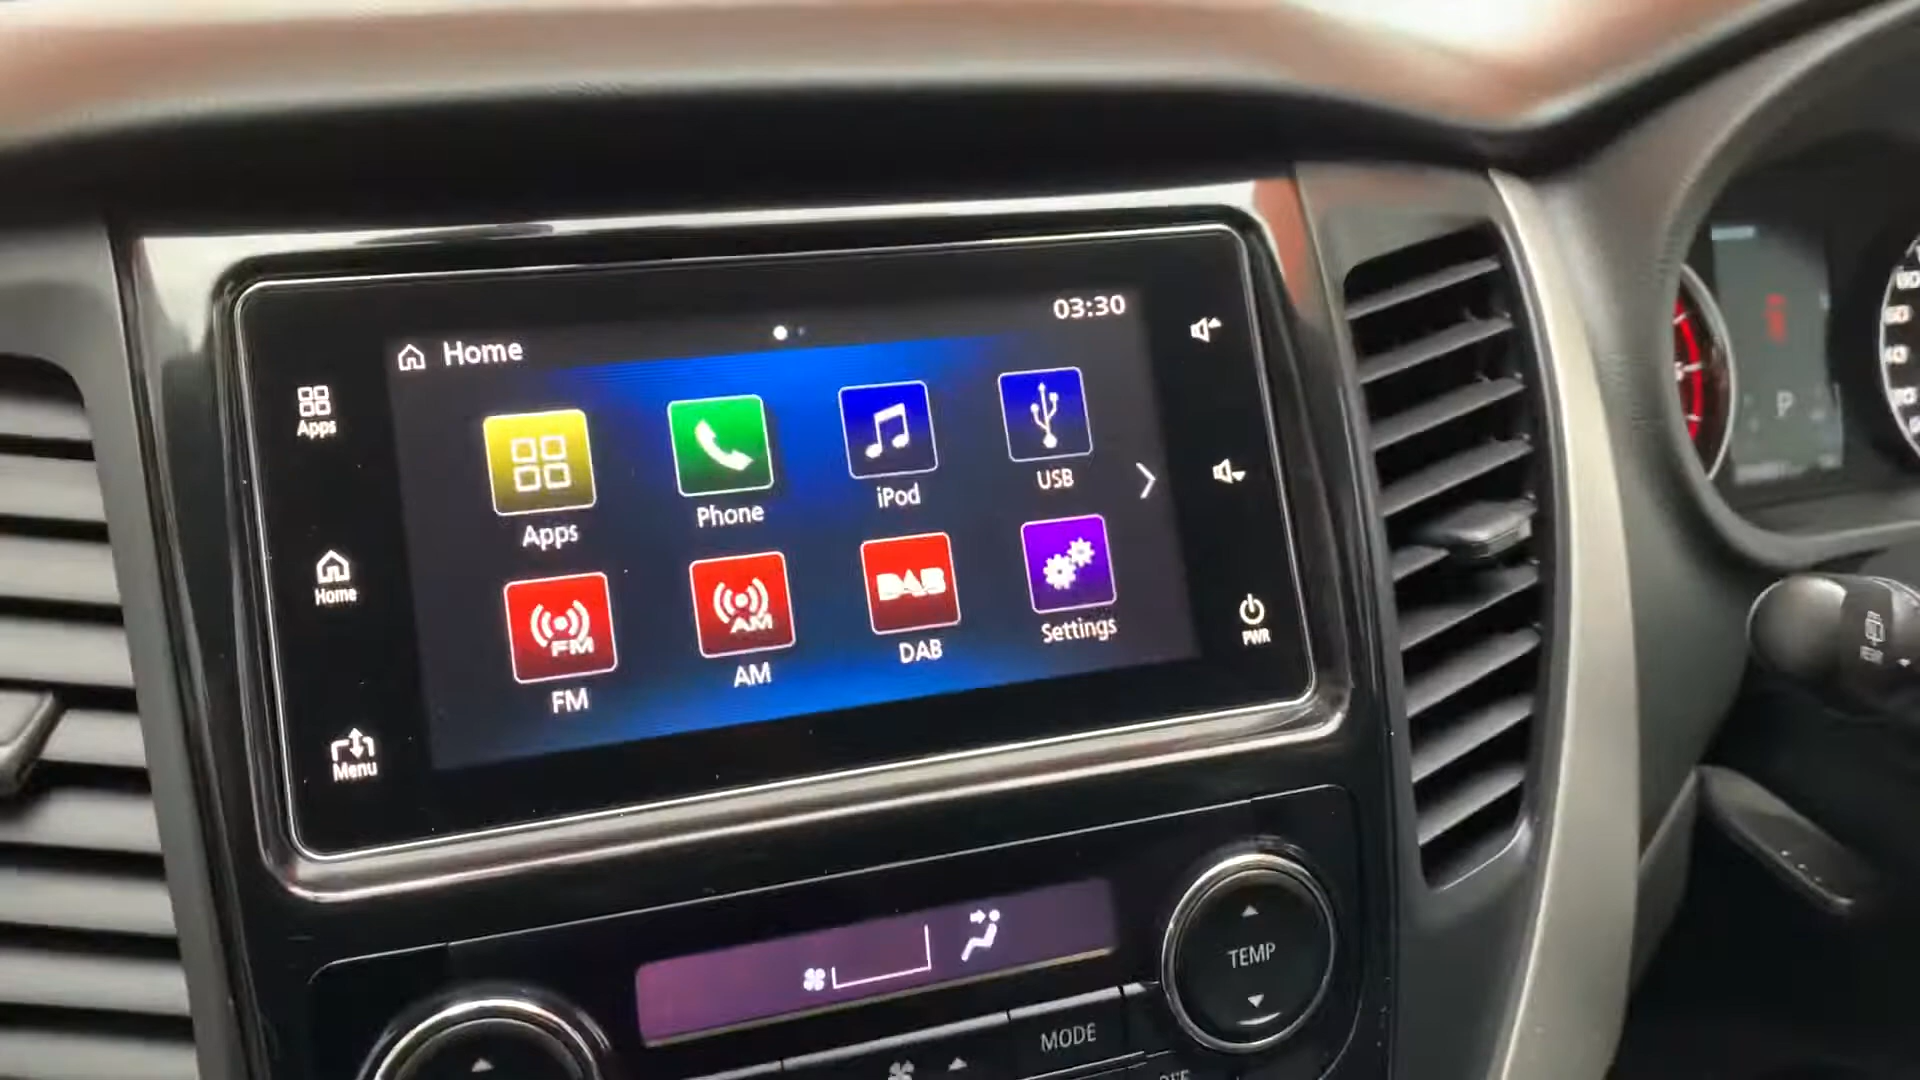 03:30
Home
Apps
Apps
Phone
iPod
USB
Home
FM
FM
AM
AM
DAB
DAB
Settings
PWR
Menu
TEMP
MODE
P